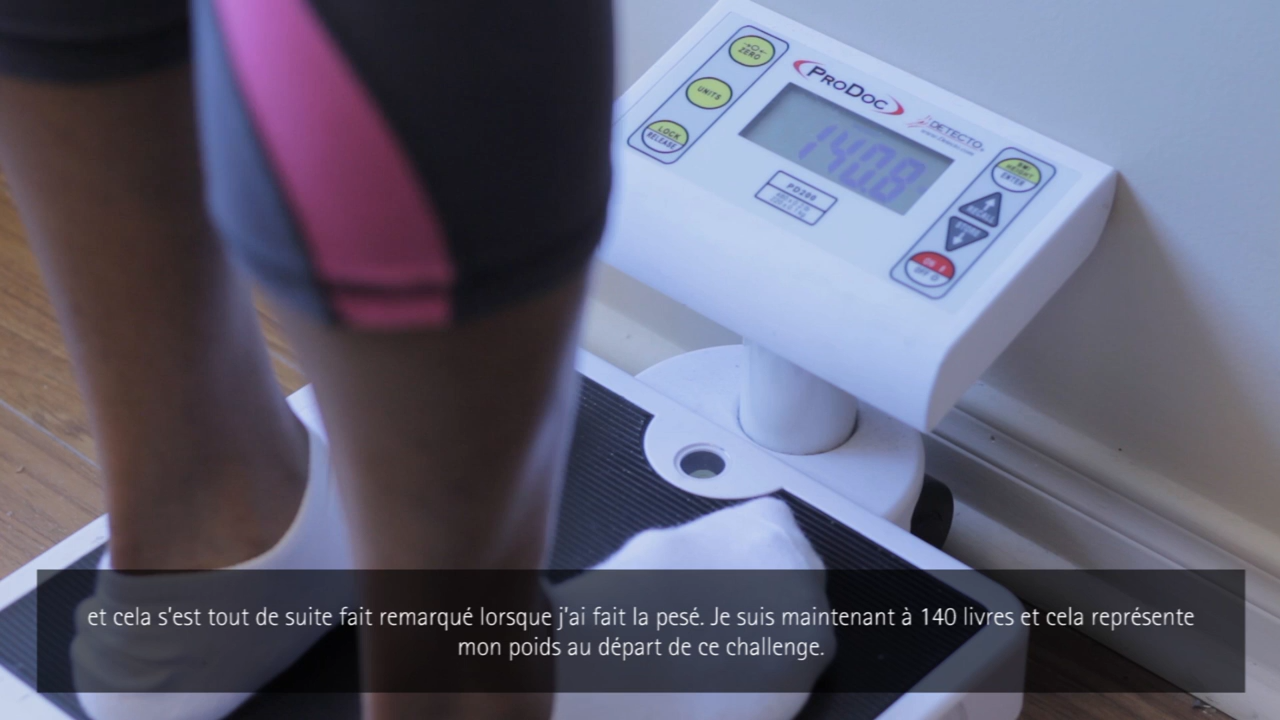 →O←
ZERO
UNITS
LOCK
RELEASE
PRODOC
DETECTO
140.8
PD200
ENTER
RECALL
STORE
ON I
OFF O
et cela s'est tout de suite fait remarqué lorsque j'ai fait la pesé. Je suis maintenant à 140 livres et cela représente
mon poids au départ de ce challenge.